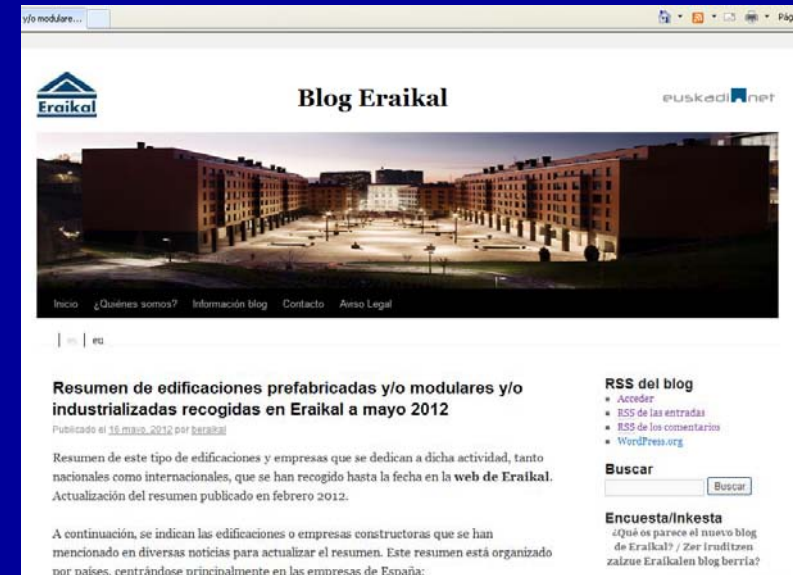 y/o modulare...
Pág
Eraikal
Blog Eraikal
euskadi.net
Inicio ¿Quiénes somos? Información blog Contacto Aviso Legal
es | eu
Resumen de edificaciones prefabricadas y/o modulares y/o
industrializadas recogidas en Eraikal a mayo 2012
Publicado el 16 mayo, 2012 por beraikal
Resumen de este tipo de edificaciones y empresas que se dedican a dicha actividad, tanto
nacionales como internacionales, que se han recogido hasta la fecha en la web de Eraikal.
Actualización del resumen publicado en febrero 2012.
A continuación, se indican las edificaciones o empresas constructoras que se han
mencionado en diversas noticias para actualizar el resumen. Este resumen está organizado
por países, centrándose principalmente en las empresas de España:
RSS del blog
Acceder
RSS de las entradas
RSS de los comentarios
WordPress.org
Buscar
Buscar
Encuesta/Inkesta
¿Qué os parece el nuevo blog
de Eraikal? / Zer iruditzen
zaizue Eraikalen blog berria?